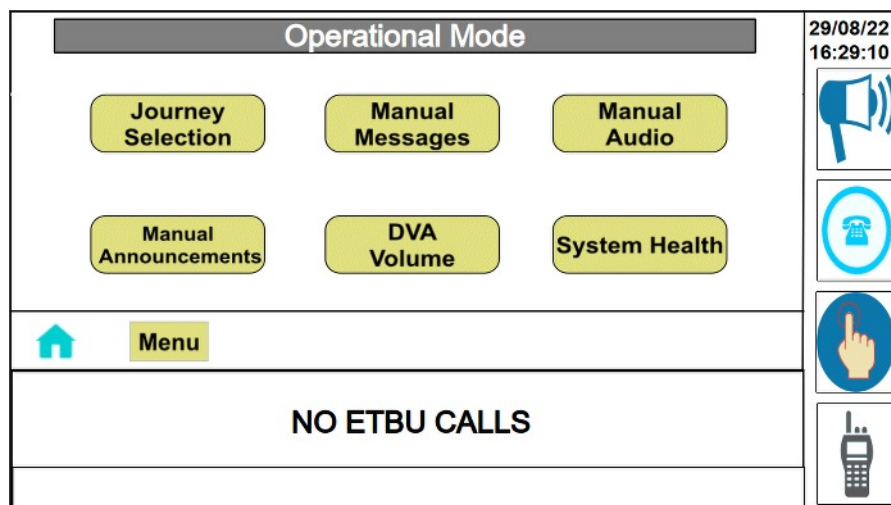 Operational Mode
29/08/22
16:29:10
Journey
Selection
Manual
Messages
Manual
Audio
Manual
Announcements
DVA
Volume
System Health
Menu
NO ETBU CALLS